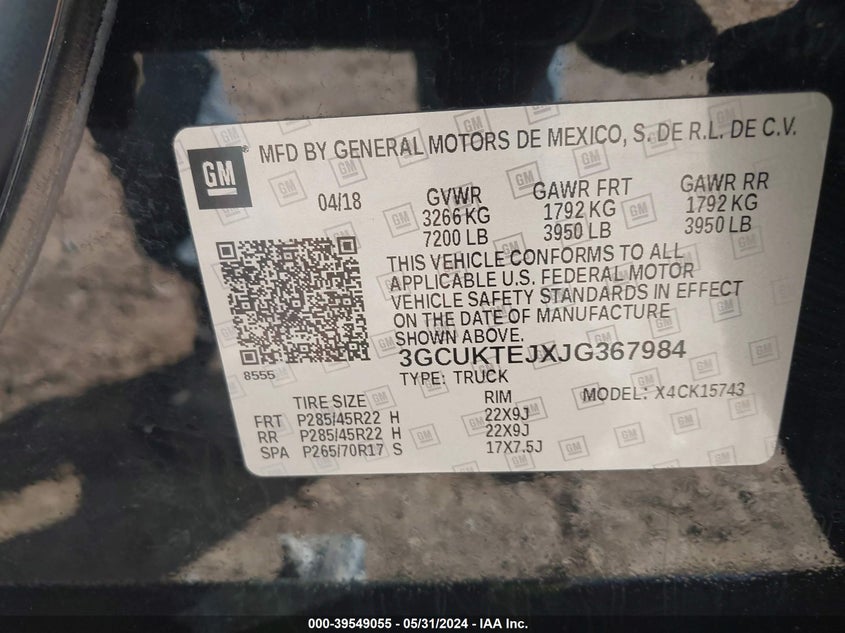 GM
MFD BY GENERAL MOTORS DE MEXICO, S. DE R.L. DE C.V.
04/18
GVWR
3266 KG
7200 LB
GAWR FRT
1792 KG
3950 LB
GAWR RR
1792 KG
3950 LB
THIS VEHICLE CONFORMS TO ALL
APPLICABLE U.S. FEDERAL MOTOR
VEHICLE SAFETY STANDARDS IN EFFECT
ON THE DATE OF MANUFACTURE
SHOWN ABOVE.
8555
3GCUKTEJXJG367984
TYPE: TRUCK
MODEL: X4CK15743
TIRE SIZE RIM
FRT P285/45R22 H 22X9J
RR P285/45R22 H 22X9J
SPA P265/70R17 S 17X7.5J
000-39549055 - 05/31/2024 - IAA Inc.